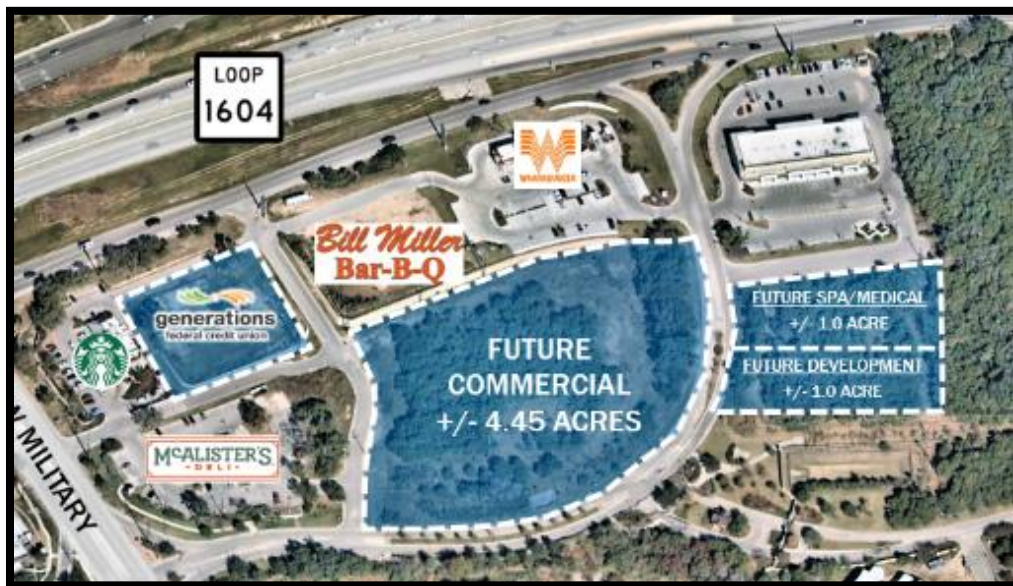 LOOP
1604
WHATABURGER
Bill Miller
Bar-B-Q
generations
federal credit union
FUTURE SPA/MEDICAL
+/- 1.0 ACRE
FUTURE
COMMERCIAL
+/- 4.45 ACRES
FUTURE DEVELOPMENT
+/- 1.0 ACRE
McALISTER'S
DELI
MILITARY